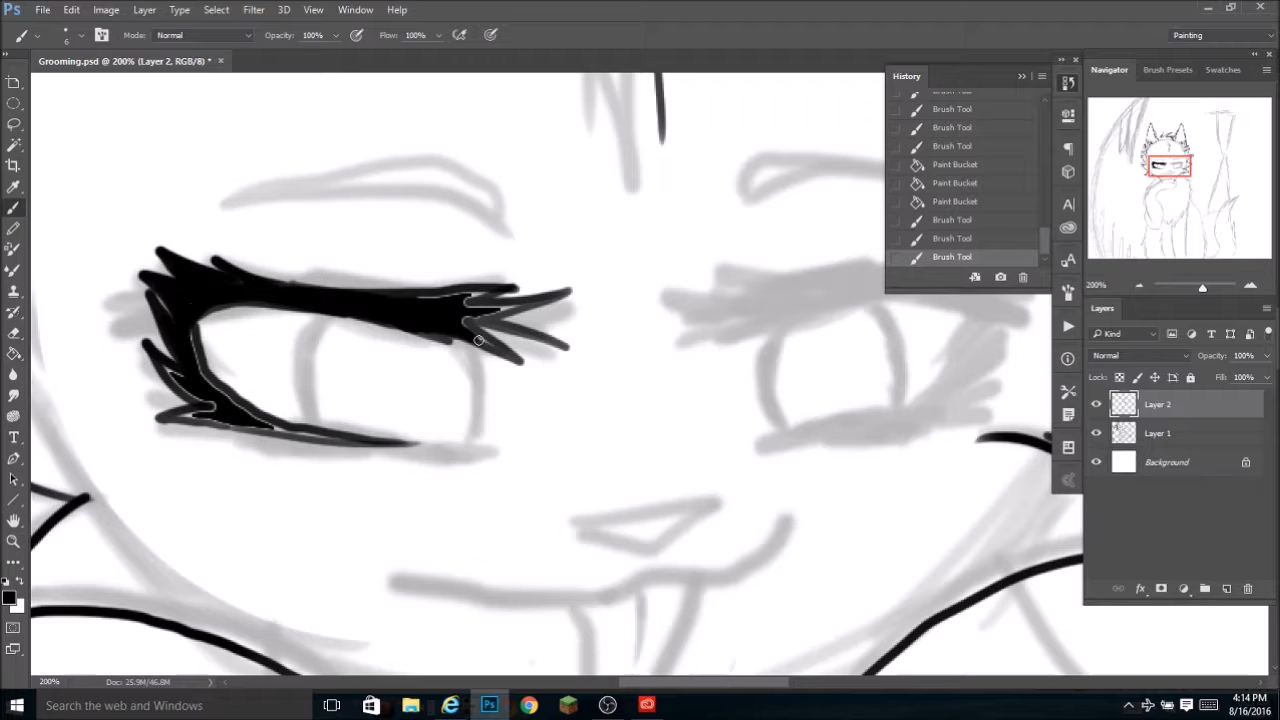 Ps File Edit Image Layer Type Select Filter 3D View Window Help
6 Mode: Normal Opacity: 100% Flow: 100% Painting
Grooming.psd @ 200% (Layer 2, RGB/8) *
History
Brush Tool
Brush Tool
Brush Tool
Paint Bucket
Paint Bucket
Paint Bucket
Brush Tool
Brush Tool
Brush Tool
Navigator Brush Presets Swatches
200%
Layers
Kind
Normal Opacity: 100%
Lock: Fill: 100%
Layer 2
Layer 1
Background
200% Doc: 25.9M/46.8M
Search the web and Windows
4:14 PM
8/16/2016